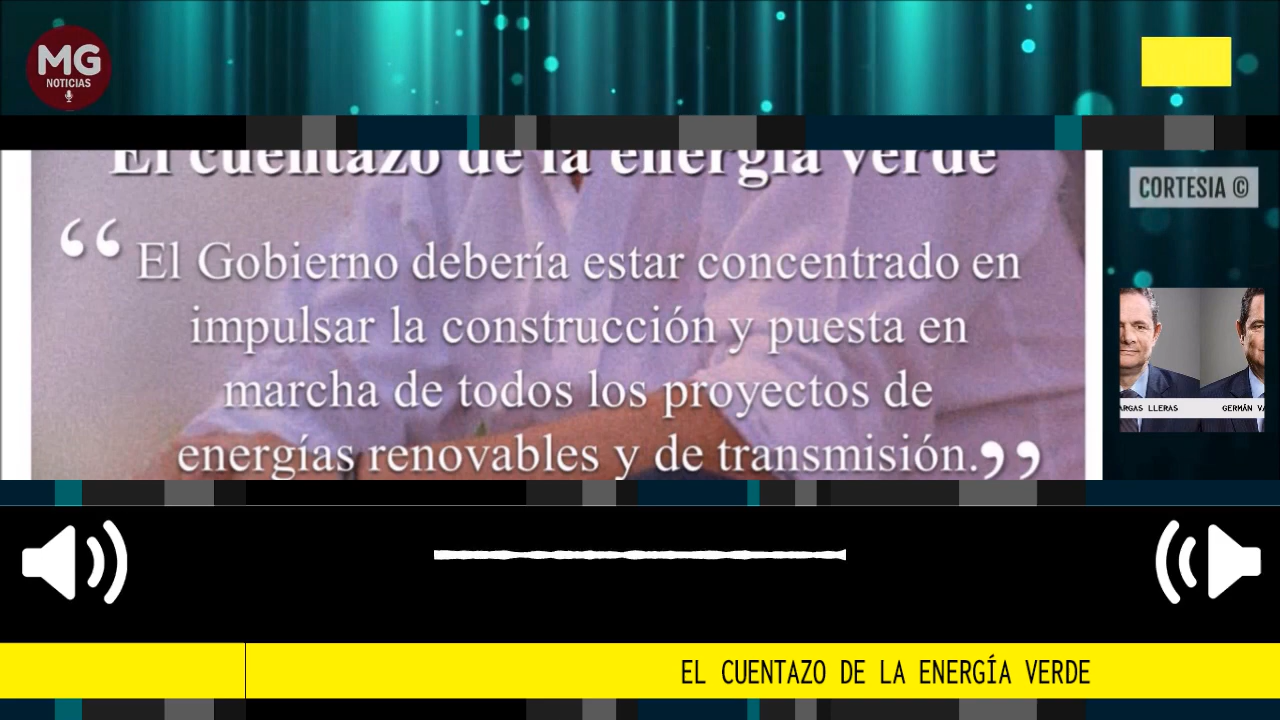 MG
NOTICIAS
El cuentazo de la energía verde
CORTESIA ©
“ El Gobierno debería estar concentrado en
impulsar la construcción y puesta en
marcha de todos los proyectos de
energías renovables y de transmisión.”
ARGAS LLERAS GERMÁN VA
EL CUENTAZO DE LA ENERGÍA VERDE